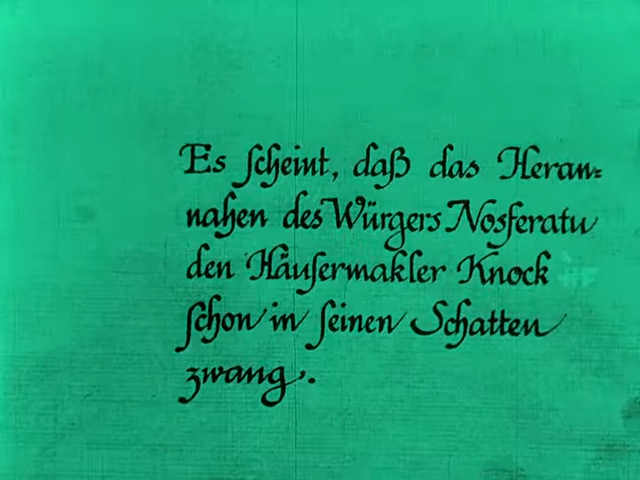 Es scheint, daß das Heran=
nahen des Würgers Nosferatu
den Häusermakler Knock
schon in seinen Schatten
zwang.